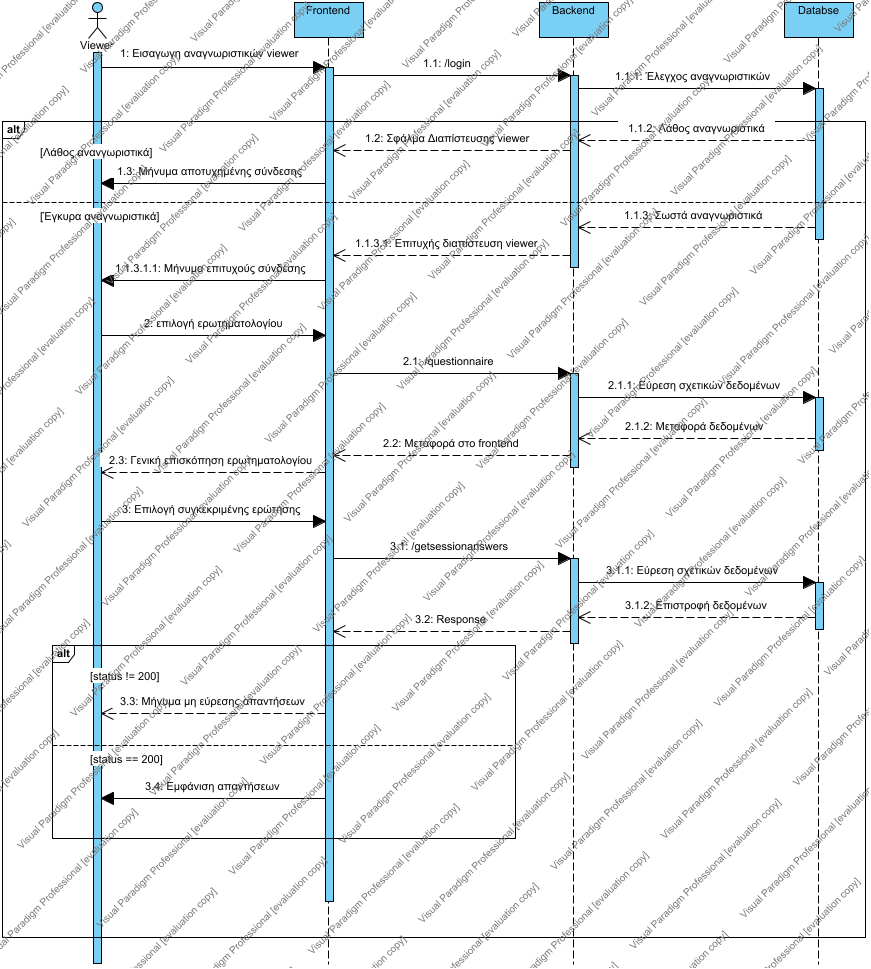 Viewer
Frontend
Backend
Databse
1: Εισαγωγη αναγνωριστικών viewer
1.1: /login
1.1.1: Έλεγχος αναγνωριστικών
alt
1.1.2: Λάθος αναγνωριστικά
1.2: Σφάλμα Διαπίστευσης viewer
[Λάθος ανανγωριστικά]
1.3: Μήνυμα αποτυχημένης σύνδεσης
[Έγκυρα αναγνωριστικά]
1.1.3: Σωστά αναγνωριστικά
1.1.3.1: Επιτυχής διαπίστευση viewer
1.1.3.1.1: Μήνυμα επιτυχούς σύνδεσης
2: επιλογή ερωτηματολογίου
2.1: /questionnaire
2.1.1: Εύρεση σχετικών δεδομένων
2.1.2: Μεταφορά δεδομένων
2.2: Μεταφορά στο frontend
2.3: Γενική επισκόπηση ερωτηματολογίου
3: Επιλογή συγκεκριμένης ερώτησης
3.1: /getsessionanswers
3.1.1: Εύρεση σχετικών δεδομένων
3.1.2: Επιστροφή δεδομένων
3.2: Response
alt
[status != 200]
3.3: Μήνυμα μη εύρεσης απαντήσεων
[status == 200]
3.4: Εμφάνιση απαντήσεων
Visual Paradigm Professional [evaluation copy]